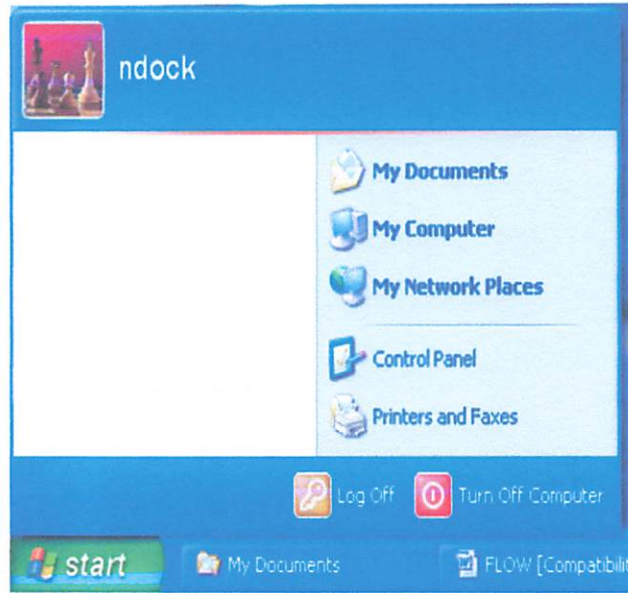 ndock
My Documents
My Computer
My Network Places
Control Panel
Printers and Faxes
Log Off Turn Off Computer
start My Documents FLOW [Compatibilit